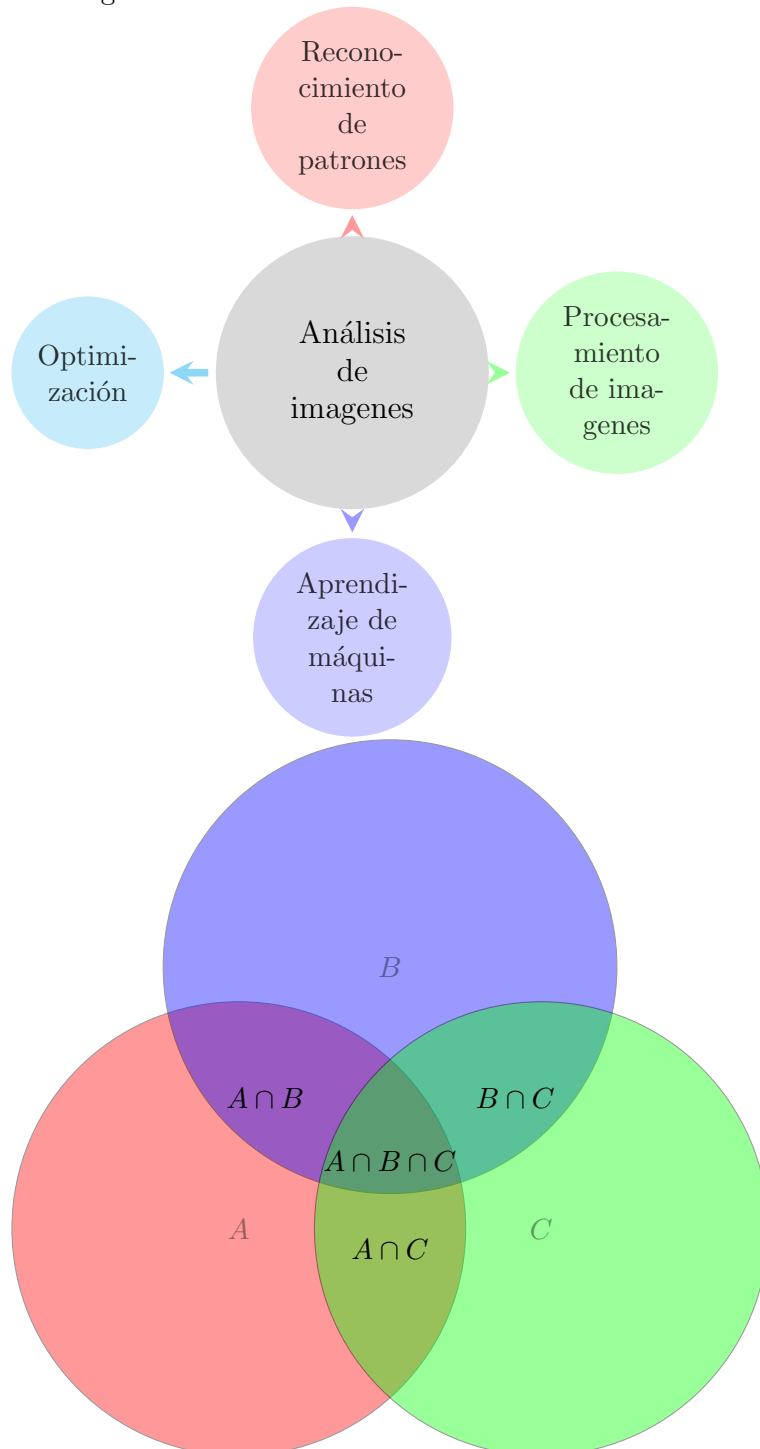 Recono-
cimiento
de
patrones
Análisis
de
imagenes
Optimi-
zación
Procesa-
miento
de ima-
genes
Aprendi-
zaje de
máqui-
nas
B
A ∩ B
B ∩ C
A ∩ B ∩ C
A
C
A ∩ C